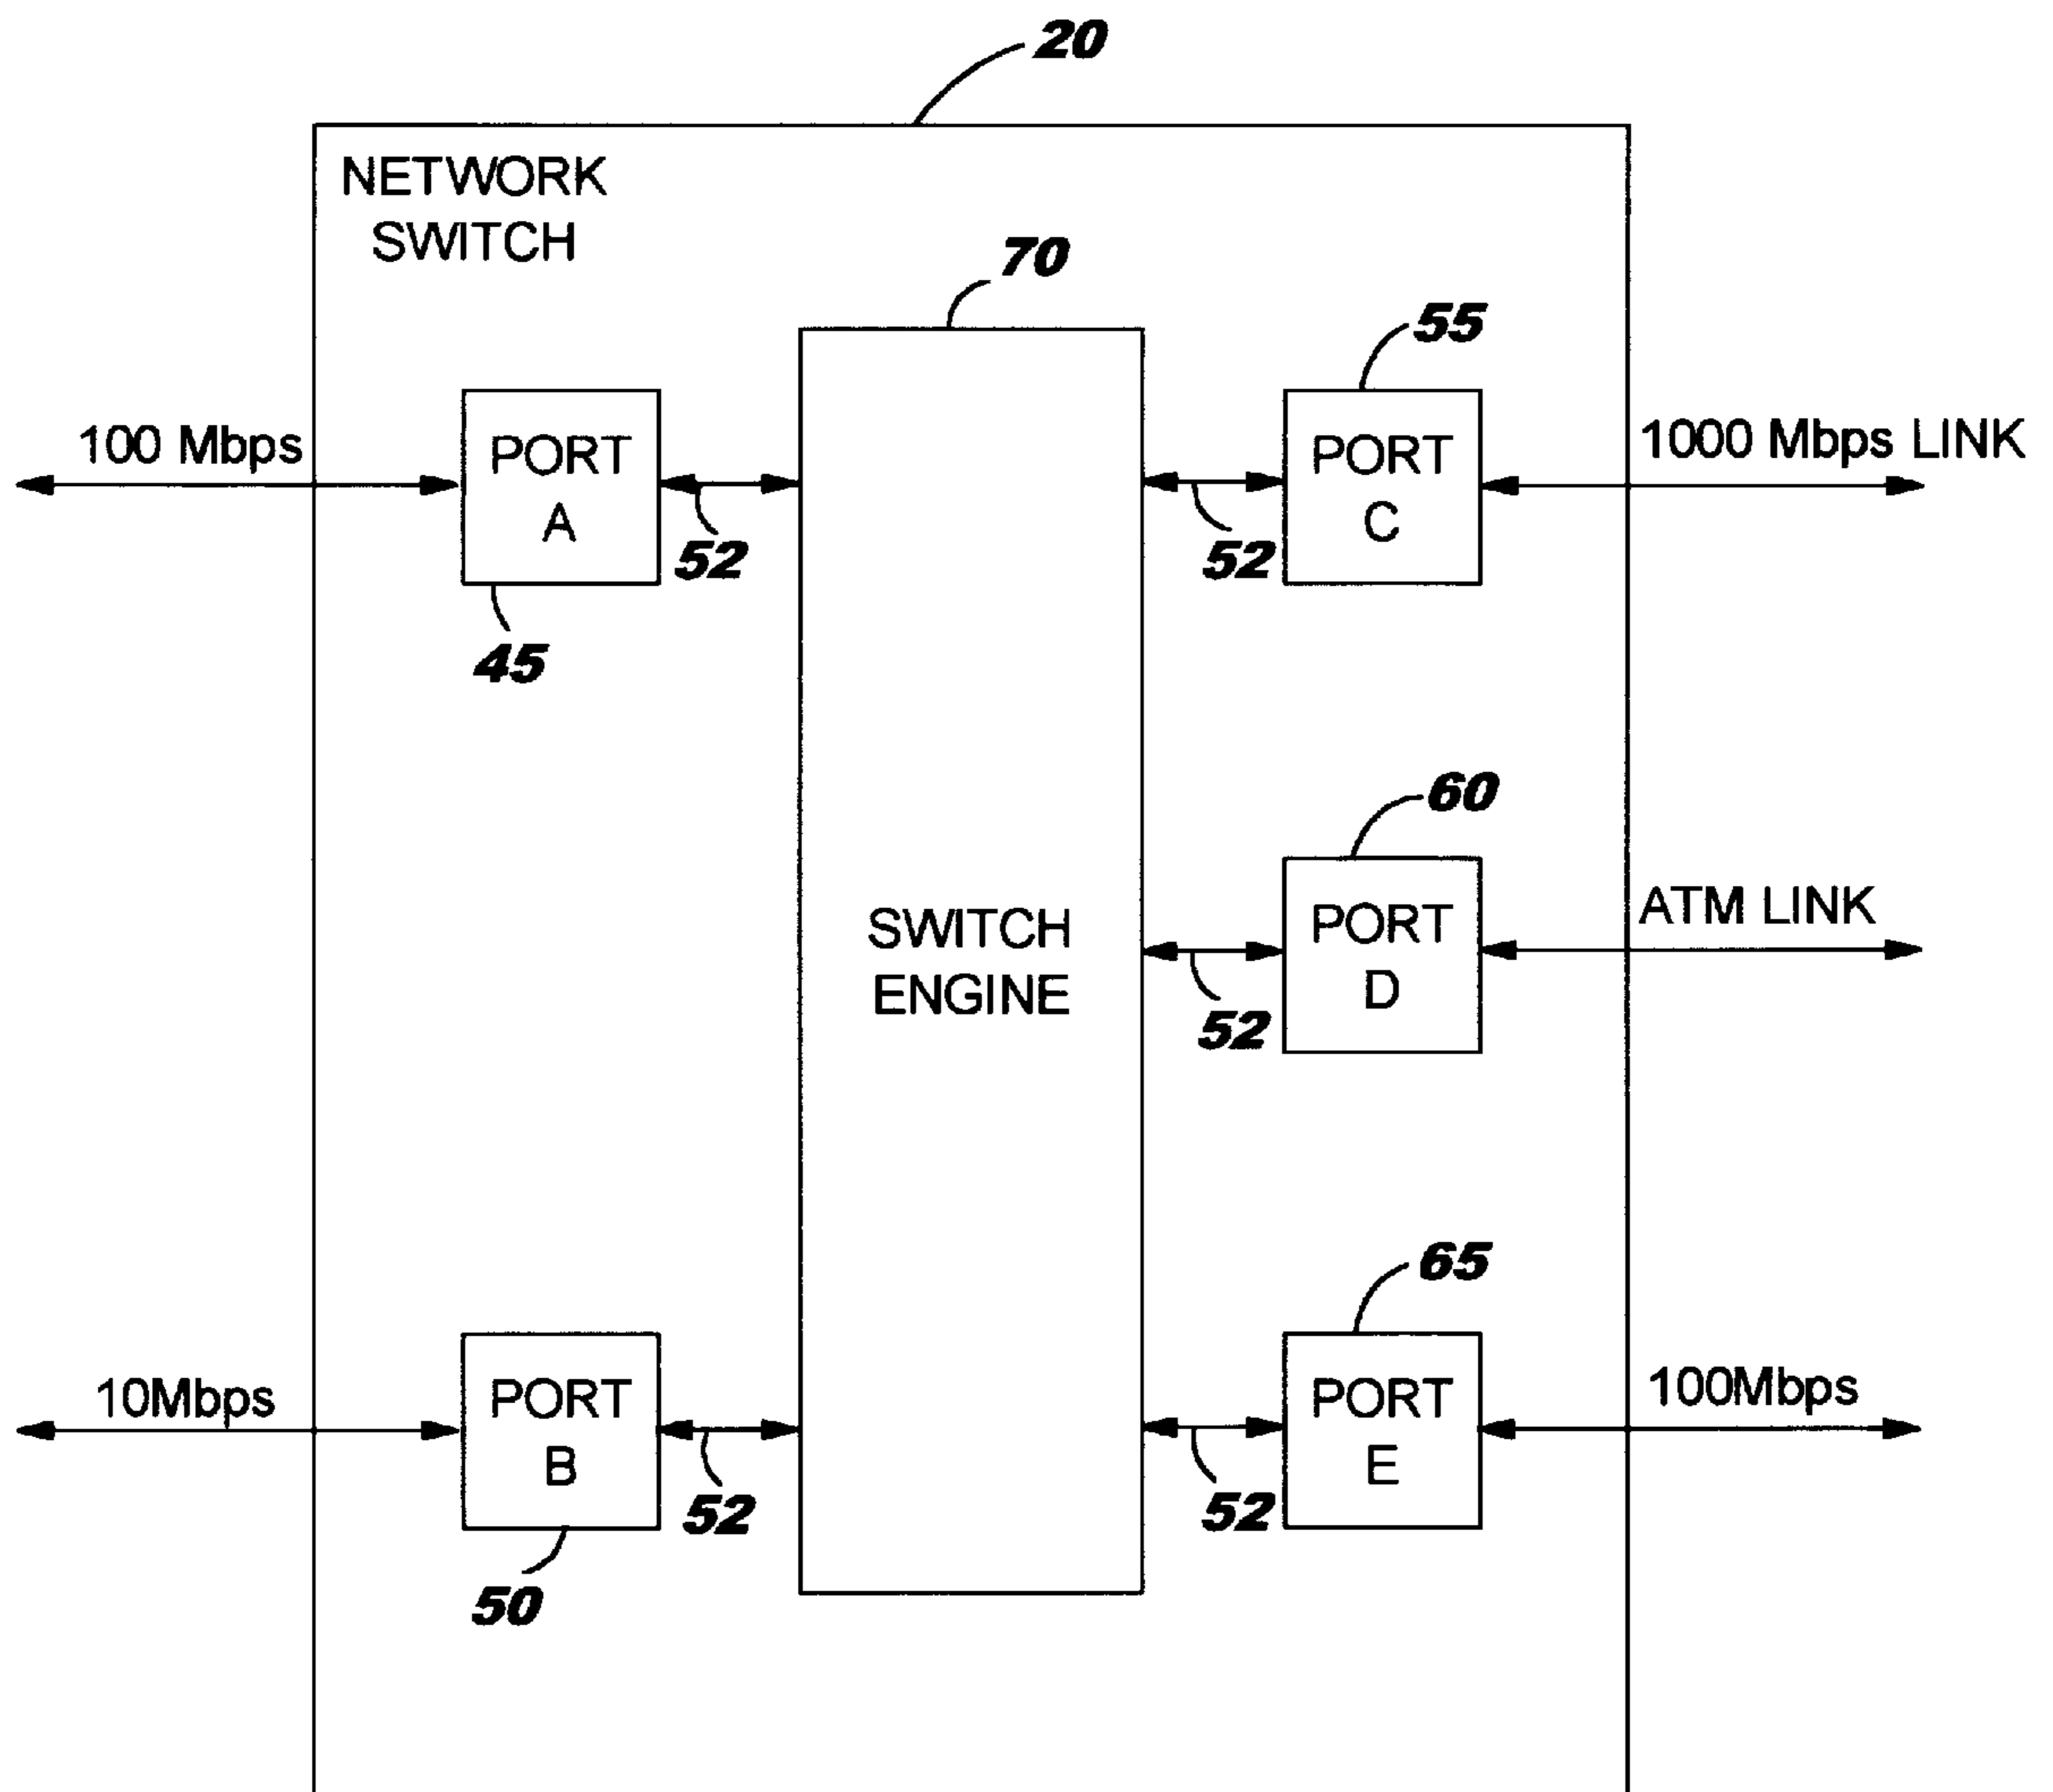 20
NETWORK
SWITCH
70
55
100 Mbps
PORT
A
52
45
PORT
C
52
1000 Mbps LINK
60
SWITCH
ENGINE
PORT
D
52
ATM LINK
65
10Mbps
PORT
B
52
50
PORT
E
52
100Mbps